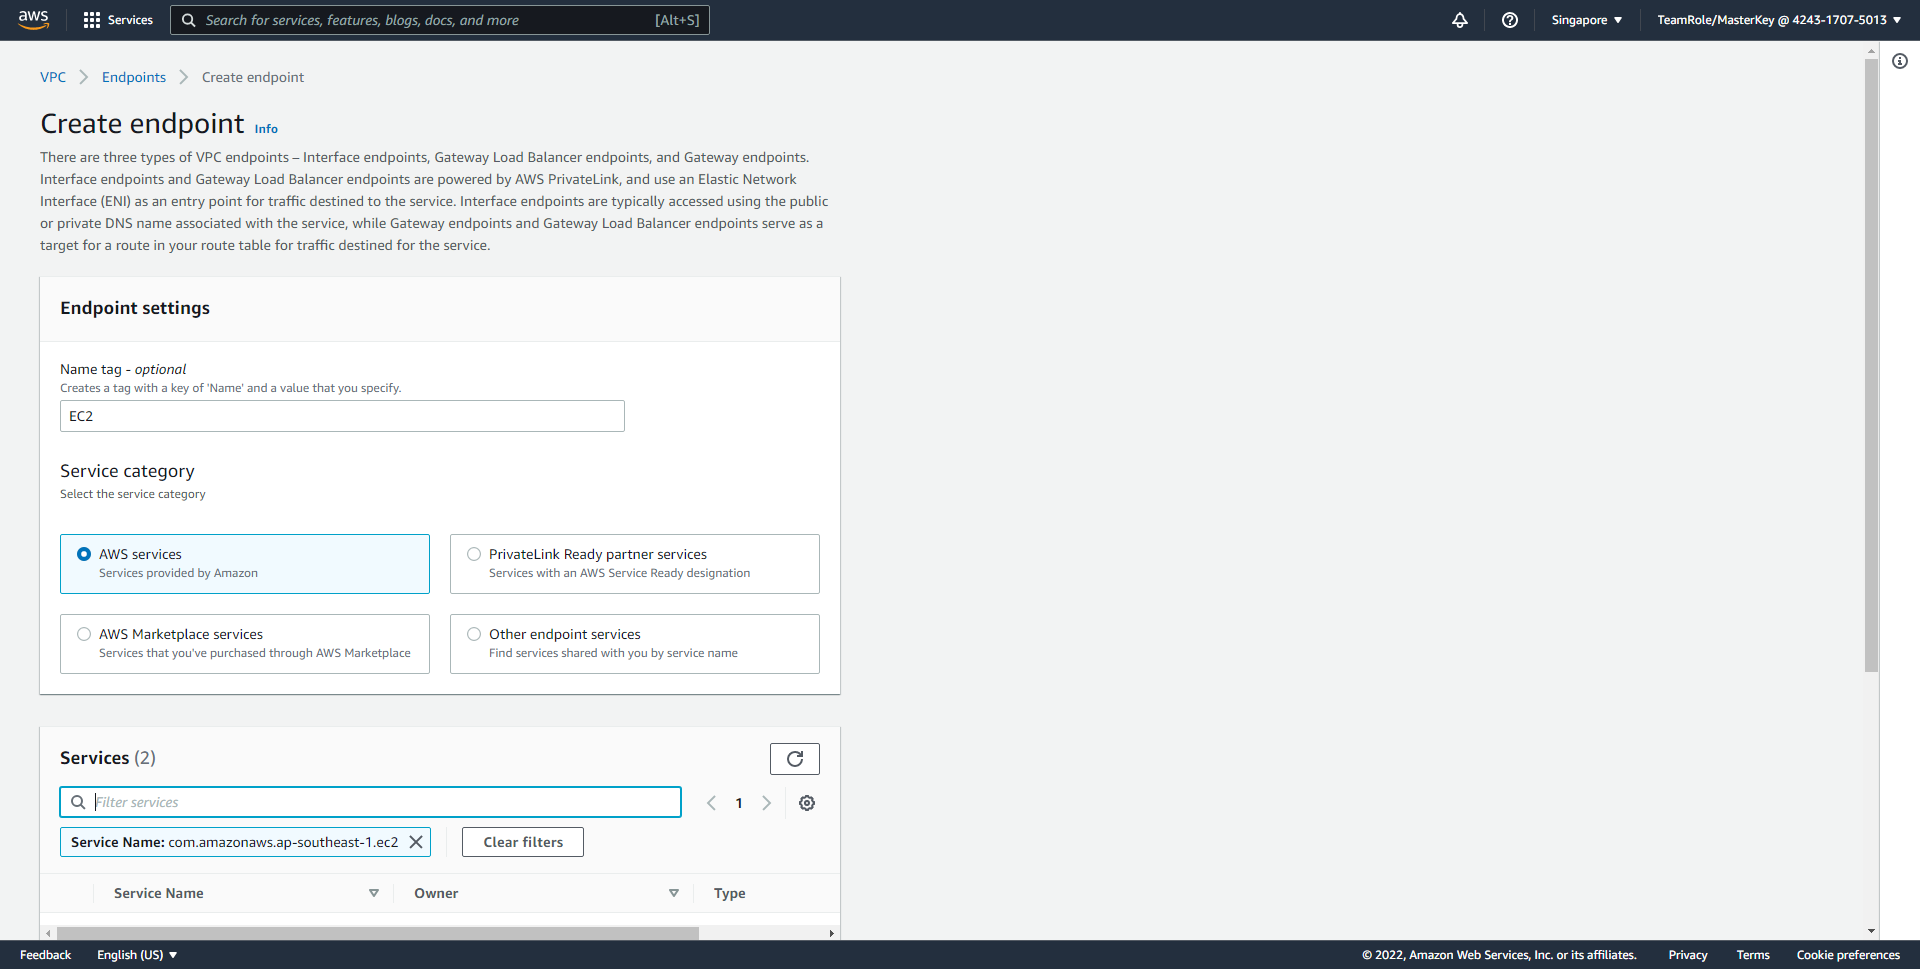 aws Services Search for services, features, blogs, docs, and more [Alt+S] Singapore TeamRole/MasterKey @ 4243-1707-5013
VPC Endpoints Create endpoint
Create endpoint Info
There are three types of VPC endpoints – Interface endpoints, Gateway Load Balancer endpoints, and Gateway endpoints.
Interface endpoints and Gateway Load Balancer endpoints are powered by AWS PrivateLink, and use an Elastic Network
Interface (ENI) as an entry point for traffic destined to the service. Interface endpoints are typically accessed using the public
or private DNS name associated with the service, while Gateway endpoints and Gateway Load Balancer endpoints serve as a
target for a route in your route table for traffic destined for the service.
Endpoint settings
Name tag - optional
Creates a tag with a key of 'Name' and a value that you specify.
EC2
Service category
Select the service category
AWS services
Services provided by Amazon
PrivateLink Ready partner services
Services with an AWS Service Ready designation
AWS Marketplace services
Services that you've purchased through AWS Marketplace
Other endpoint services
Find services shared with you by service name
Services (2)
Filter services
1
Service Name: com.amazonaws.ap-southeast-1.ec2
Clear filters
Service Name Owner Type
Feedback English (US) © 2022, Amazon Web Services, Inc. or its affiliates. Privacy Terms Cookie preferences